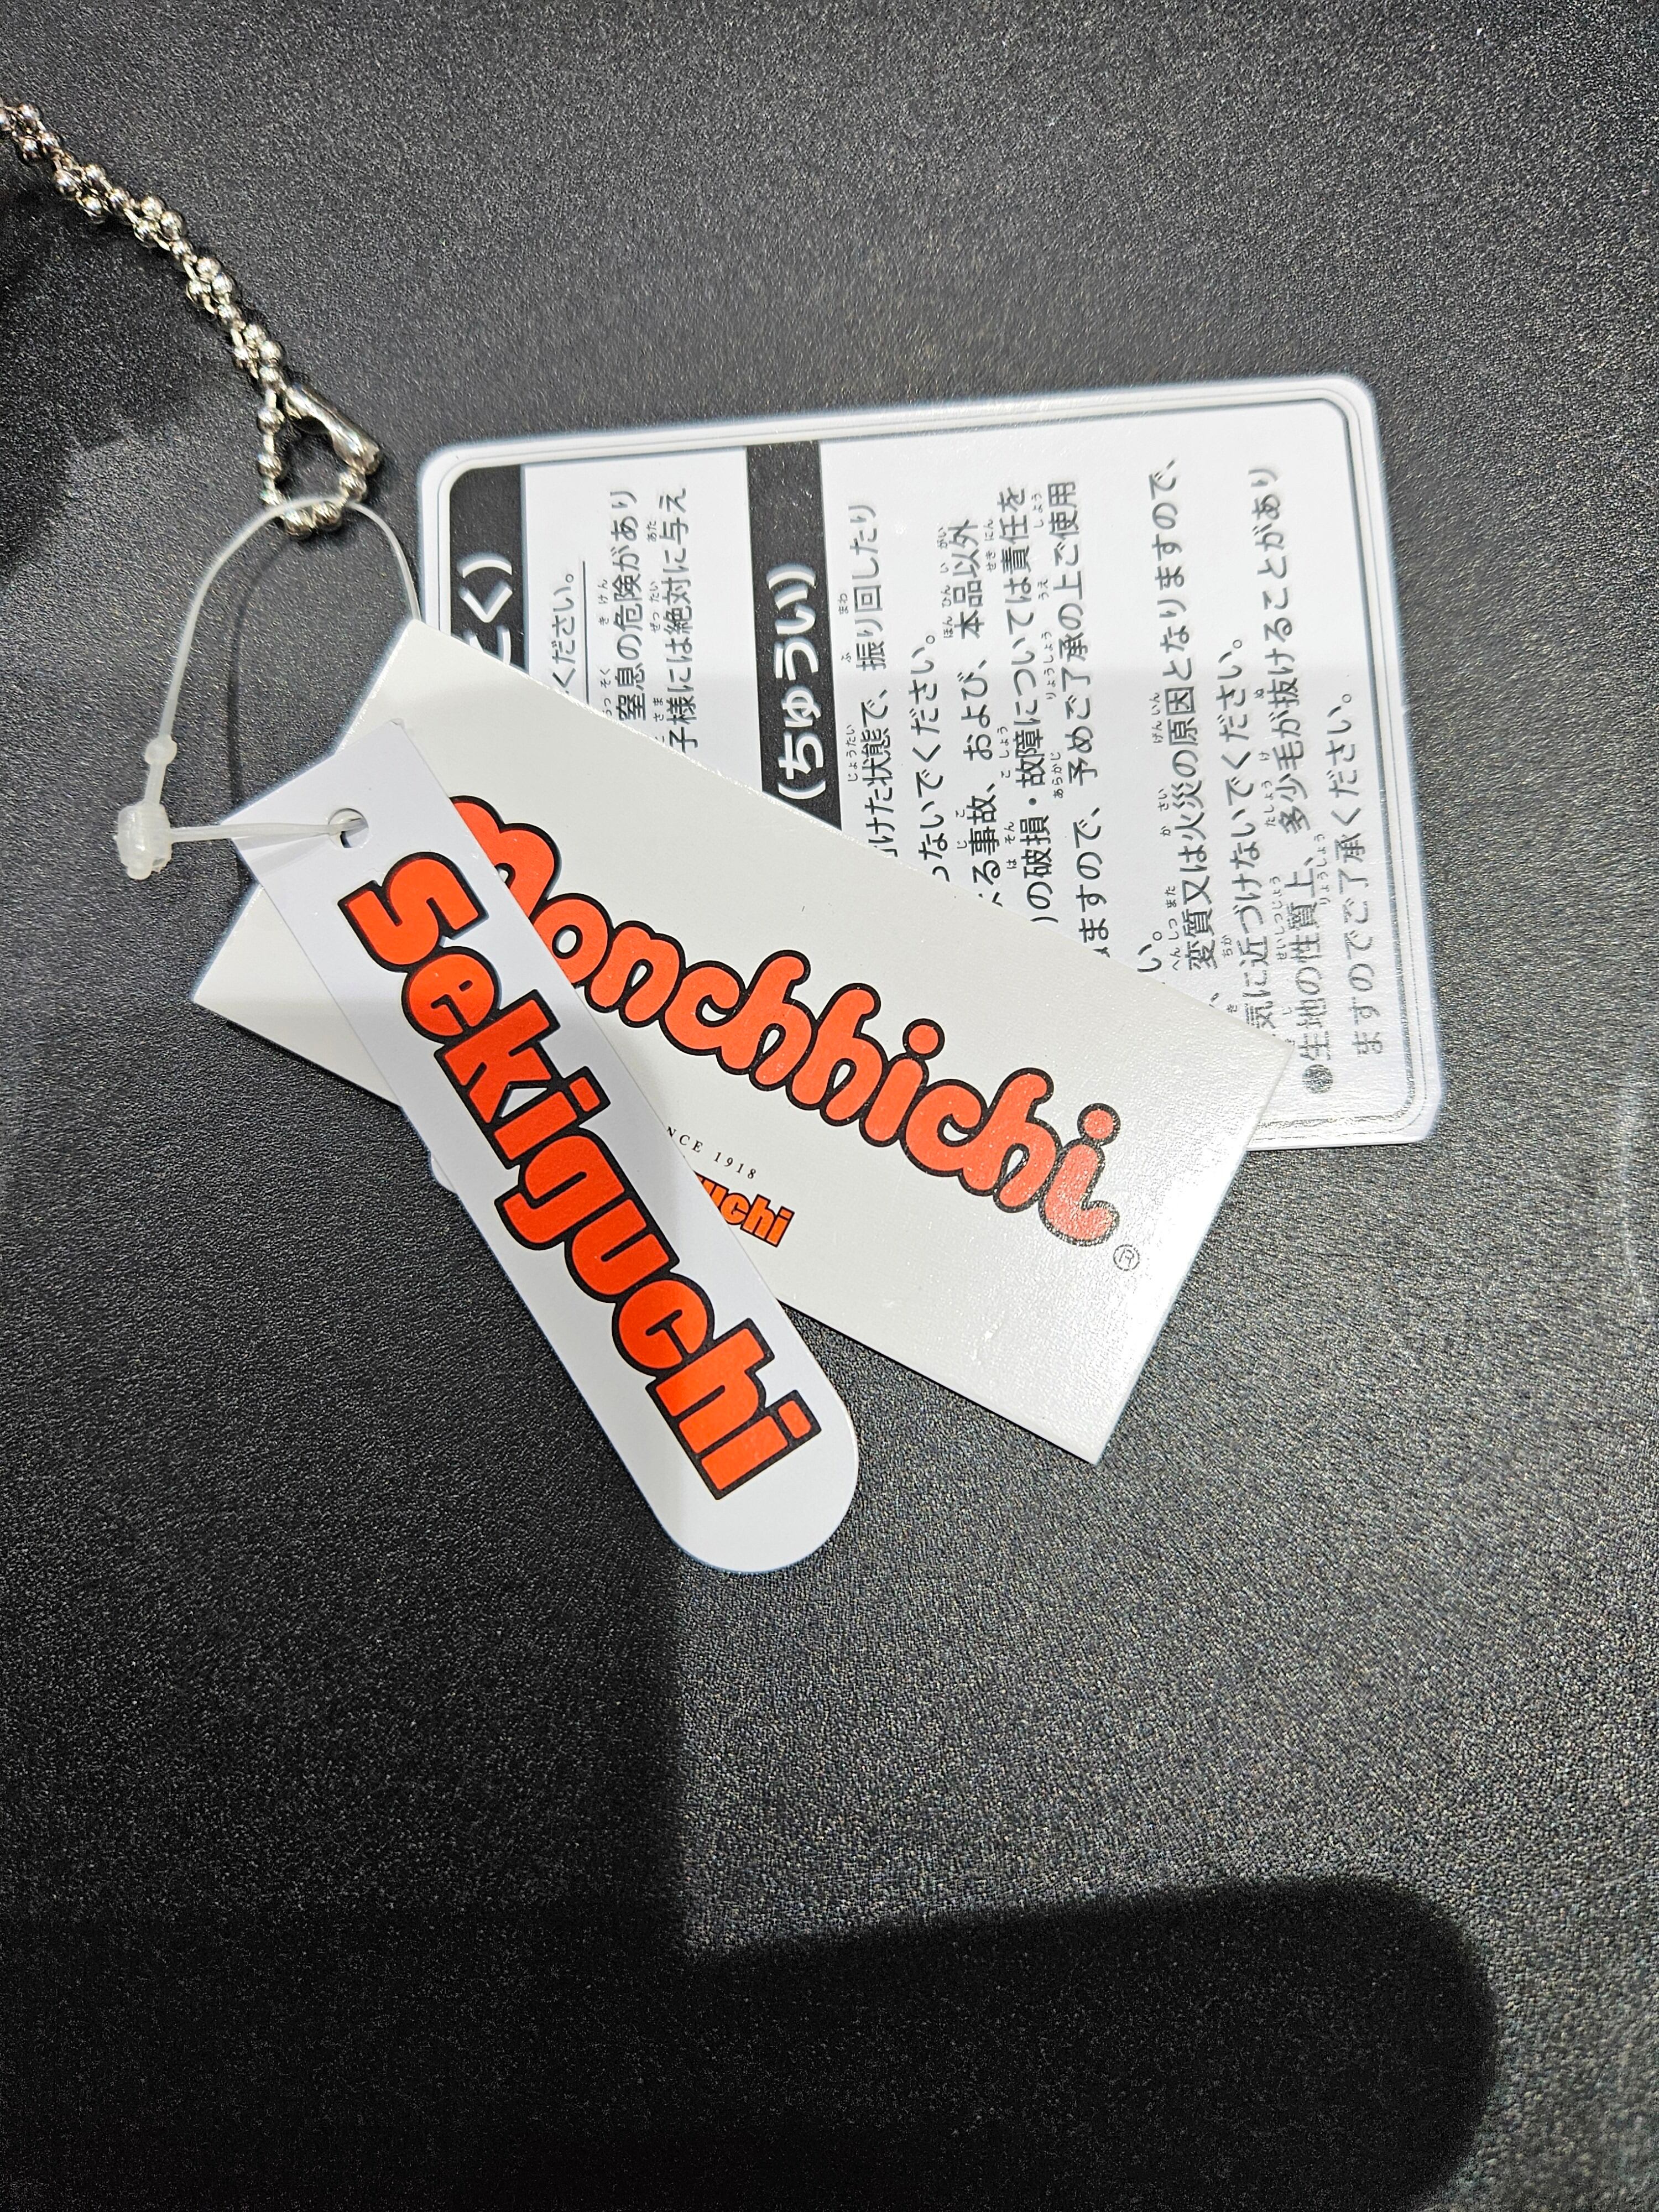 Sekiguchi
monchhichi
®
1918
ください。
窒息の危険があり
子様には絶対に与え
(ちゅうい)
けた状態で、振り回したり
ないでください。
る事故、および、本品以外
の破損・故障については責任を
ますので、予めご了承の上ご使用
い。
、変質又は火災の原因となりますので、
気に近づけないでください。
●生地の性質上、多少毛が抜けることがあり
ますのでご了承ください。